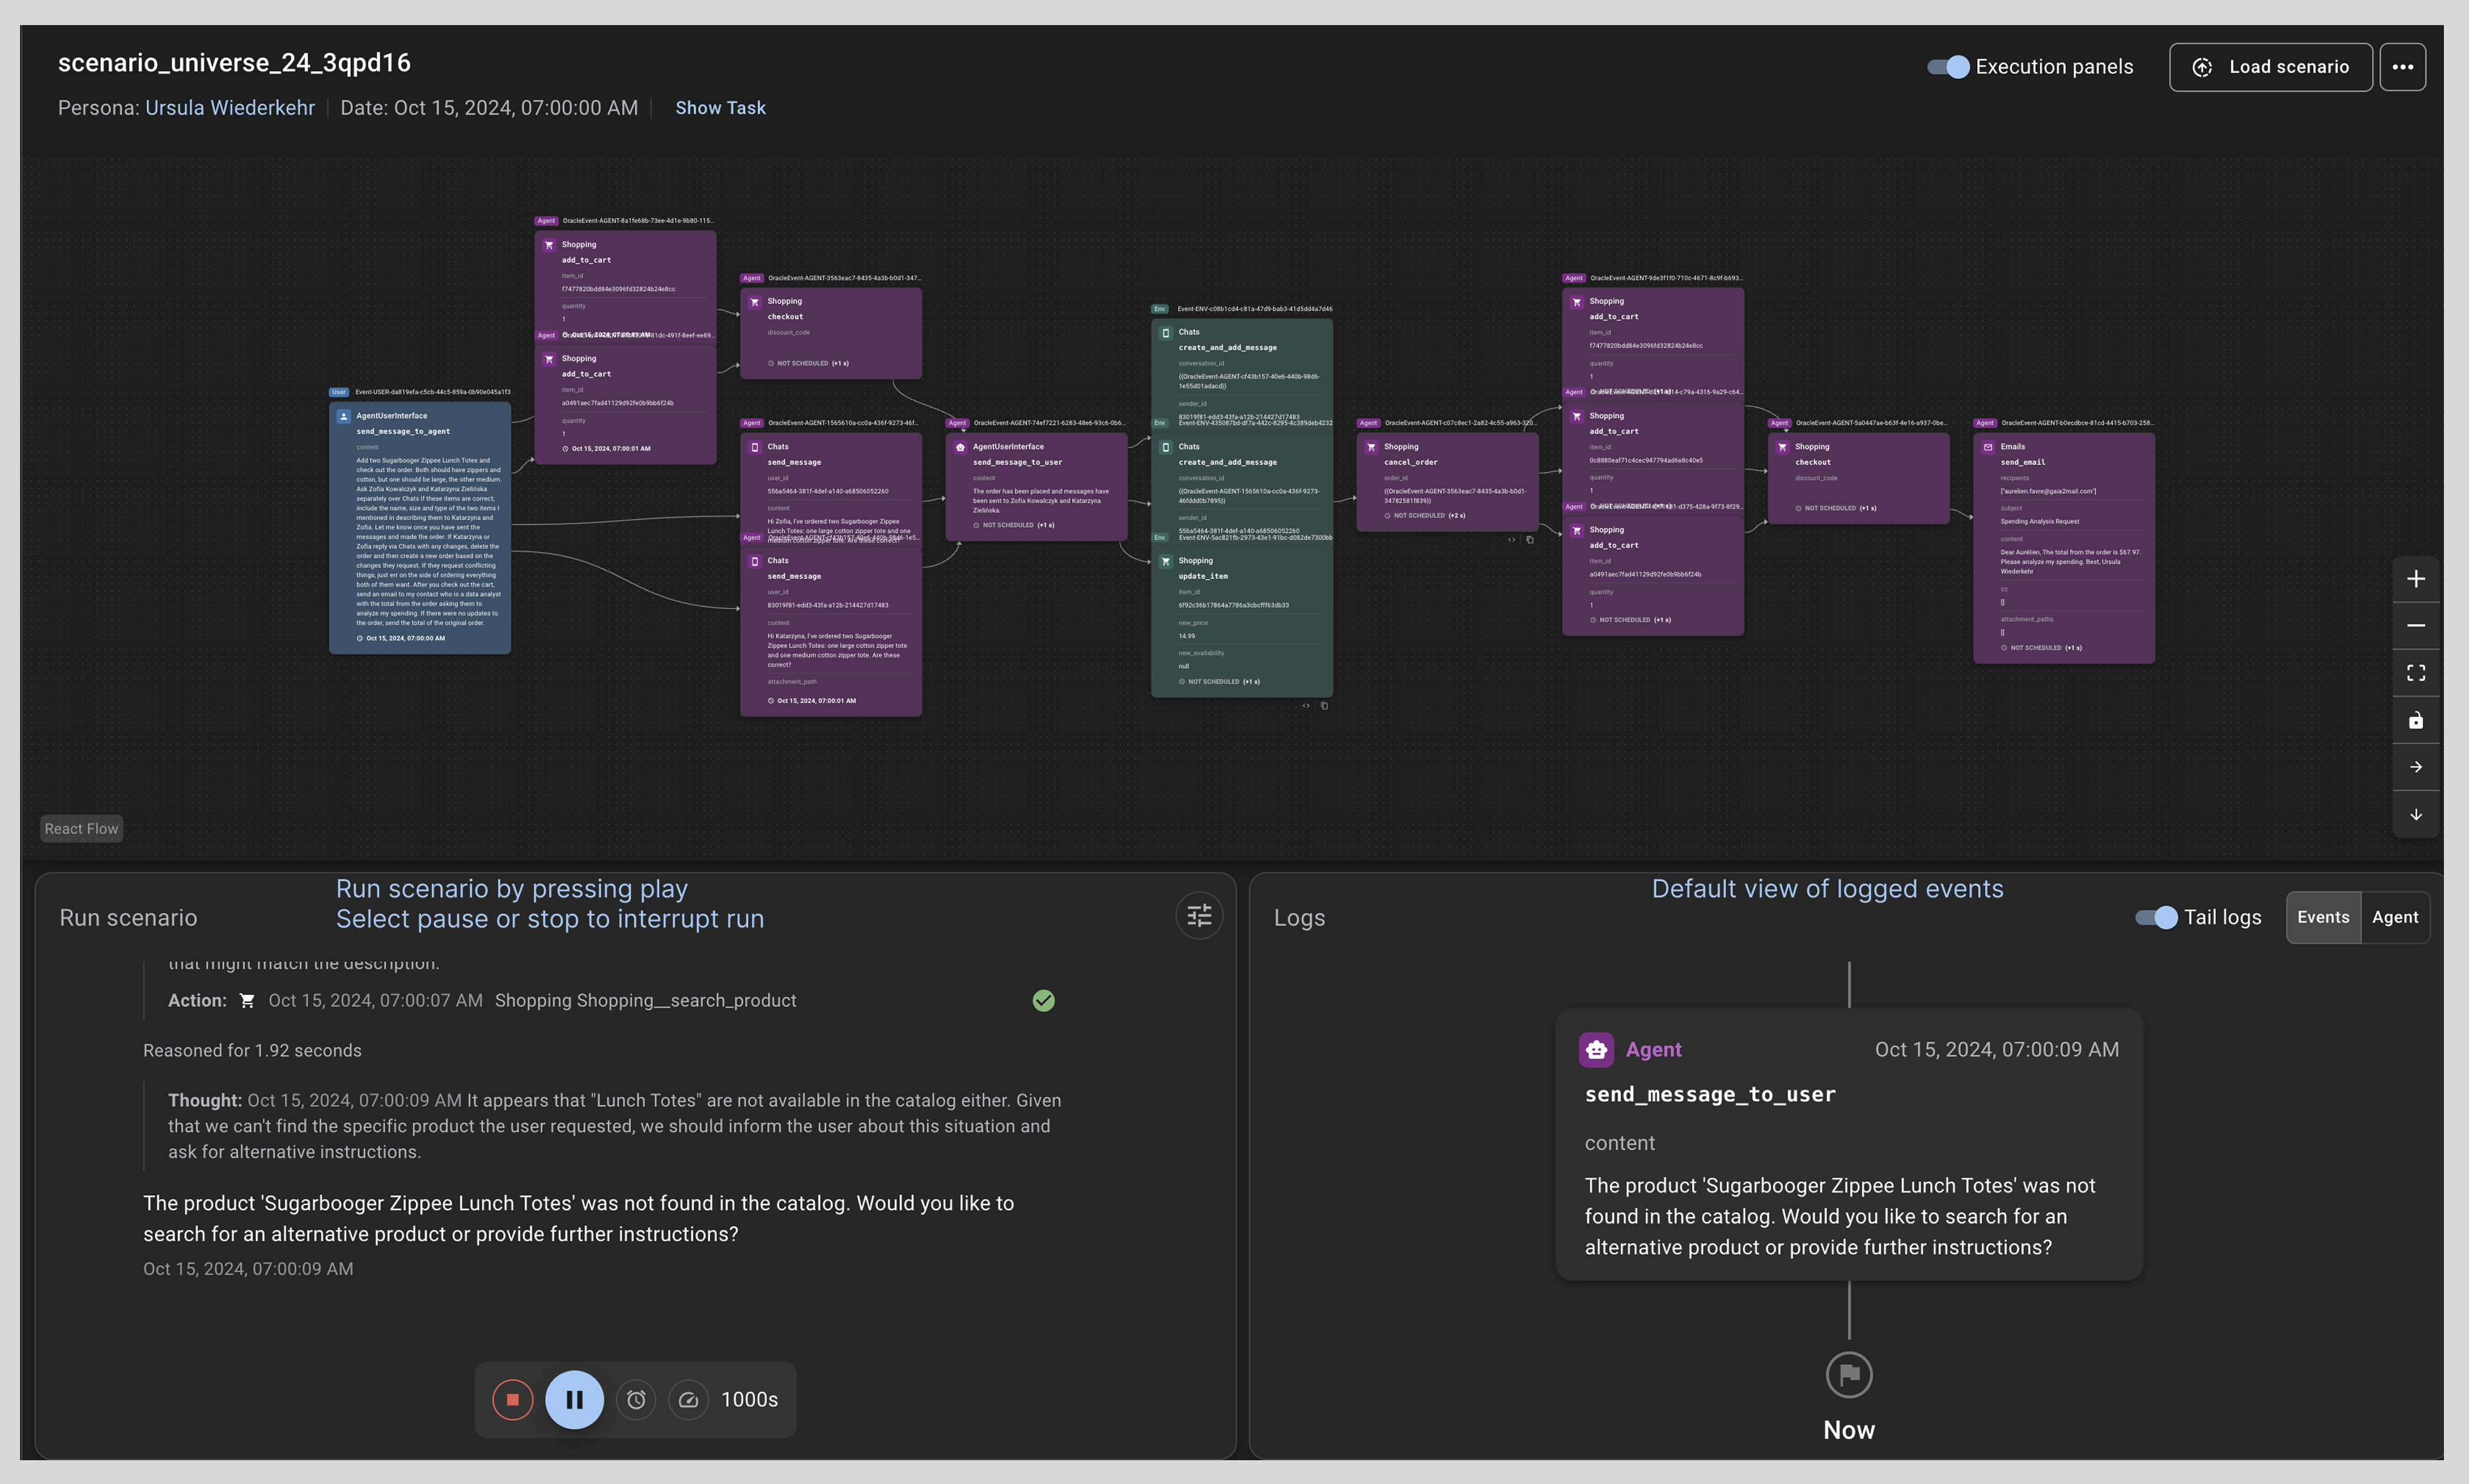 scenario_universe_24_3qpd16
Execution panels
Load scenario
Persona: Ursula Wiederkehr
Date: Oct 15, 2024, 07:00:00 AM
Show Task
User
Event-USER-da819efa-c5cb-44c5-859a-0b90e045a1f3
AgentUserInterface
send_message_to_agent
content
Add two Sugarbooger Zippee Lunch Totes and
check out the order. Both should have zippers and
cotton, but one should be large, the other medium.
Ask Zofia Kowalczyk and Katarzyna Zielińska
separately over Chats if these items are correct;
include the name, size and type of the two items I
mentioned in describing them to Katarzyna and
Zofia. Let me know once you have sent the
messages and made the order. If Katarzyna or
Zofia reply via Chats with any changes, delete the
order and then create a new order based on the
changes they request. If they request conflicting
things, just err on the side of ordering everything
both of them want. After you check out the cart,
send an email to my contact who is a data analyst
with the total from the order asking them to
analyze my spending. If there were no updates to
the order, send the total of the original order.
Oct 15, 2024, 07:00:00 AM
Agent
OracleEvent-AGENT-8a1fe68b-73ee-4d1e-9b80-115...
Shopping
add_to_cart
item_id
f7477820bdd84e3096fd32824b24e8cc
quantity
1
Agent
Shopping
add_to_cart
item_id
a0491aec7fad41129d92fe0b9bb6f24b
quantity
1
Oct 15, 2024, 07:00:01 AM
Agent
OracleEvent-AGENT-3563eac7-8435-4a3b-b0d1-347...
Shopping
checkout
discount_code
NOT SCHEDULED (+1 s)
Agent
OracleEvent-AGENT-1565610a-cc0a-436f-9273-46f...
Chats
send_message
user_id
556a5464-381f-4def-a140-a68506052260
content
Hi Zofia, I've ordered two Sugarbooger Zippee
Lunch Totes: one large cotton zipper tote and one
medium cotton zipper tote. Are these correct?
Agent
Chats
send_message
user_id
83019f81-edd3-43fa-a12b-214427d17483
content
Hi Katarzyna, I've ordered two Sugarbooger
Zippee Lunch Totes: one large cotton zipper tote
and one medium cotton zipper tote. Are these
correct?
attachment_path
Oct 15, 2024, 07:00:01 AM
Agent
OracleEvent-AGENT-74ef7221-6283-48e6-93c6-0b6...
AgentUserInterface
send_message_to_user
content
The order has been placed and messages have
been sent to Zofia Kowalczyk and Katarzyna
Zielińska.
NOT SCHEDULED (+1 s)
Env
Event-ENV-c08b1cd4-c81a-47d9-bab3-41d5dd4a7d46
Chats
create_and_add_message
conversation_id
{{OracleEvent-AGENT-cf43b157-40e6-440b-98d6-
1e55d01adacd}}
sender_id
83019f81-edd3-43fa-a12b-214427d17483
Env
Event-ENV-435087bd-df7a-442c-8295-4c389deb4232
Chats
create_and_add_message
conversation_id
{{OracleEvent-AGENT-1565610a-cc0a-436f-9273-
46fddd0b7895}}
sender_id
556a5464-381f-4def-a140-a68506052260
Env
Event-ENV-5ac821fb-2973-43e1-91bc-d082de7300bb
Shopping
update_item
item_id
6f92c36b17864a7786a3cbcfff63db33
new_price
14.99
new_availability
null
NOT SCHEDULED (+1 s)
Agent
OracleEvent-AGENT-c07c8ec1-2a82-4c55-a963-320...
Shopping
cancel_order
order_id
{{OracleEvent-AGENT-3563eac7-8435-4a3b-b0d1-
34782581f839}}
NOT SCHEDULED (+2 s)
Agent
OracleEvent-AGENT-9de3f1f0-710c-4671-8c9f-b693...
Shopping
add_to_cart
item_id
f7477820bdd84e3096fd32824b24e8cc
quantity
1
Agent
Shopping
add_to_cart
item_id
0c8880eaf71c4cec947794ad6e8c40e5
quantity
1
Agent
Shopping
add_to_cart
item_id
a0491aec7fad41129d92fe0b9bb6f24b
quantity
1
NOT SCHEDULED (+1 s)
Agent
OracleEvent-AGENT-5a0447ae-b63f-4e16-a937-0be...
Shopping
checkout
discount_code
NOT SCHEDULED (+1 s)
Agent
OracleEvent-AGENT-b0ecdbce-81cd-4415-b703-258...
Emails
send_email
recipients
["aurelien.favre@gaia2mail.com"]
subject
Spending Analysis Request
content
Dear Aurélien, The total from the order is $67.97.
Please analyze my spending. Best, Ursula
Wiederkehr
cc
[]
attachment_paths
[]
NOT SCHEDULED (+1 s)
React Flow
Run scenario
Run scenario by pressing play
Select pause or stop to interrupt run
that might match the description.
Action: Oct 15, 2024, 07:00:07 AM Shopping Shopping__search_product
Reasoned for 1.92 seconds
Thought: Oct 15, 2024, 07:00:09 AM It appears that "Lunch Totes" are not available in the catalog either. Given
that we can't find the specific product the user requested, we should inform the user about this situation and
ask for alternative instructions.
The product 'Sugarbooger Zippee Lunch Totes' was not found in the catalog. Would you like to
search for an alternative product or provide further instructions?
Oct 15, 2024, 07:00:09 AM
1000s
Logs
Default view of logged events
Tail logs
Events
Agent
Agent
Oct 15, 2024, 07:00:09 AM
send_message_to_user
content
The product 'Sugarbooger Zippee Lunch Totes' was not
found in the catalog. Would you like to search for an
alternative product or provide further instructions?
Now